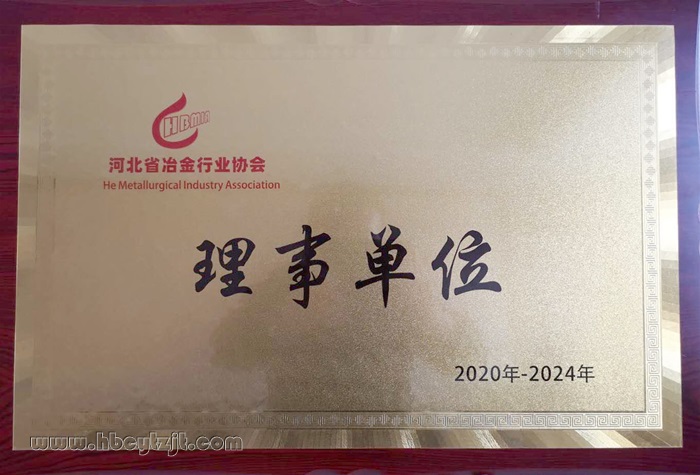 HBMIA
河北省冶金行业协会
He Metallurgical Industry Association
理事单位
2020年-2024年
www.hbcytzjt.com